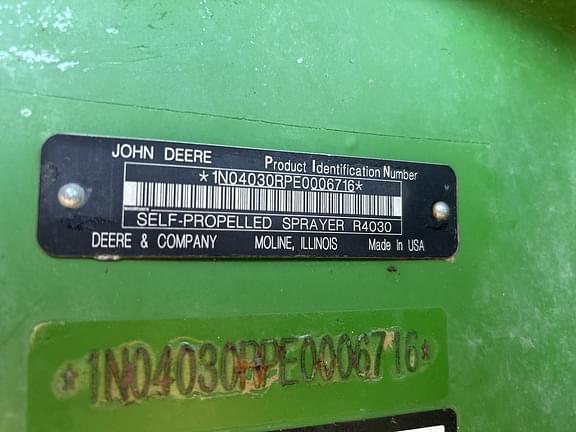 JOHN DEERE Product Identification Number
*1N04030RPE0006716*
SELF-PROPELLED SPRAYER R4030
DEERE & COMPANY MOLINE, ILLINOIS Made In USA
*1N04030RPE0006716*